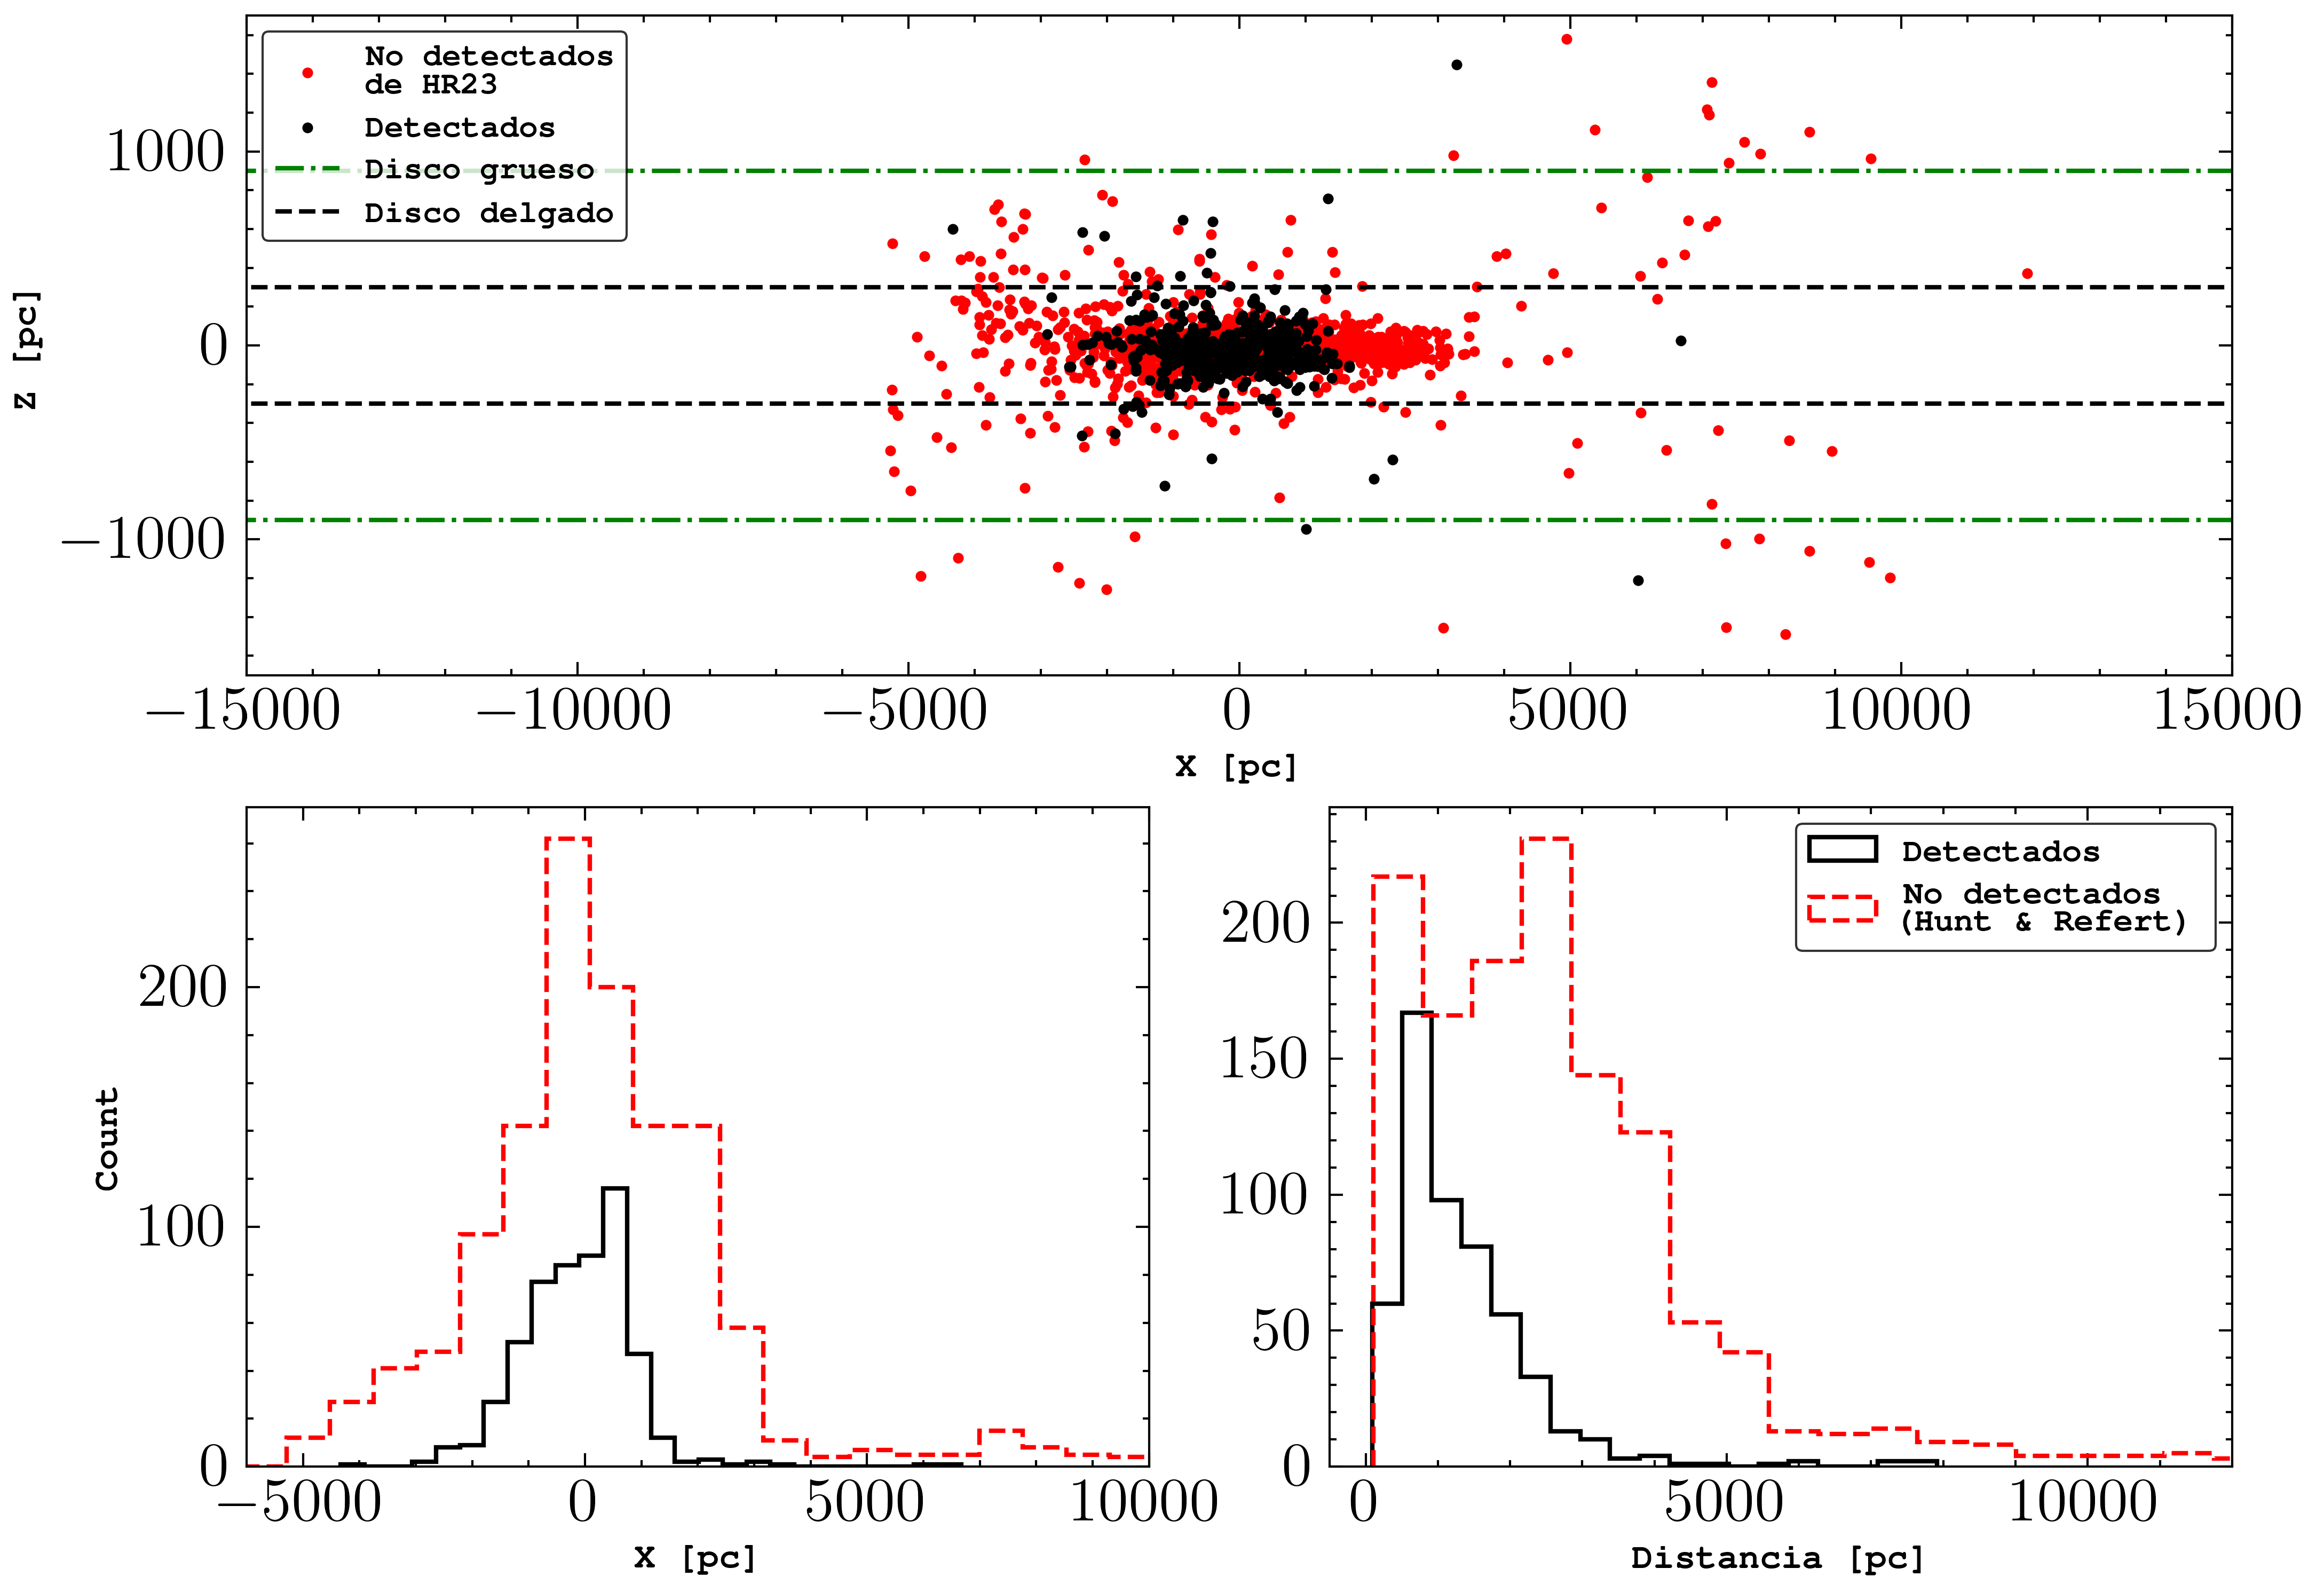 No detectados
de HR23
Detectados
Disco grueso
Disco delgado
1000
0
−1000
Z [pc]
−15000 −10000 −5000 0 5000 10000 15000
X [pc]
200
100
0
Count
−5000 0 5000 10000
X [pc]
Detectados
No detectados
(Hunt & Refert)
200
150
100
50
0
0 5000 10000
Distancia [pc]